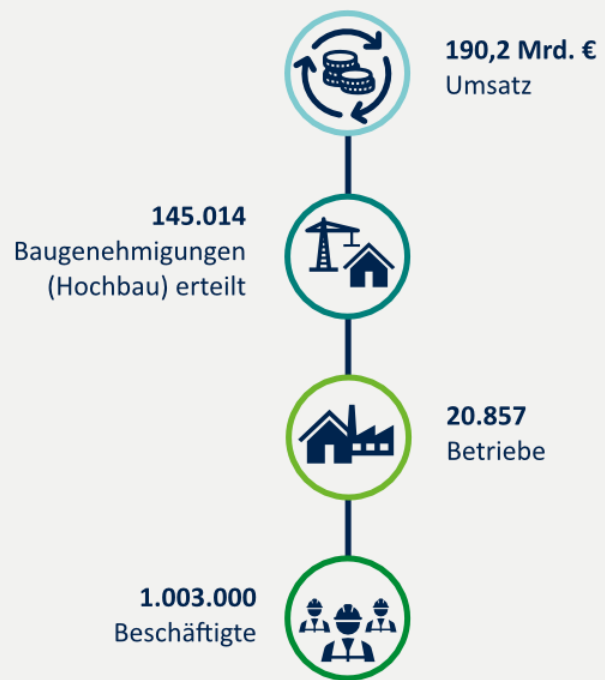 190,2 Mrd. €
Umsatz
145.014
Baugenehmigungen
(Hochbau) erteilt
20.857
Betriebe
1.003.000
Beschäftigte